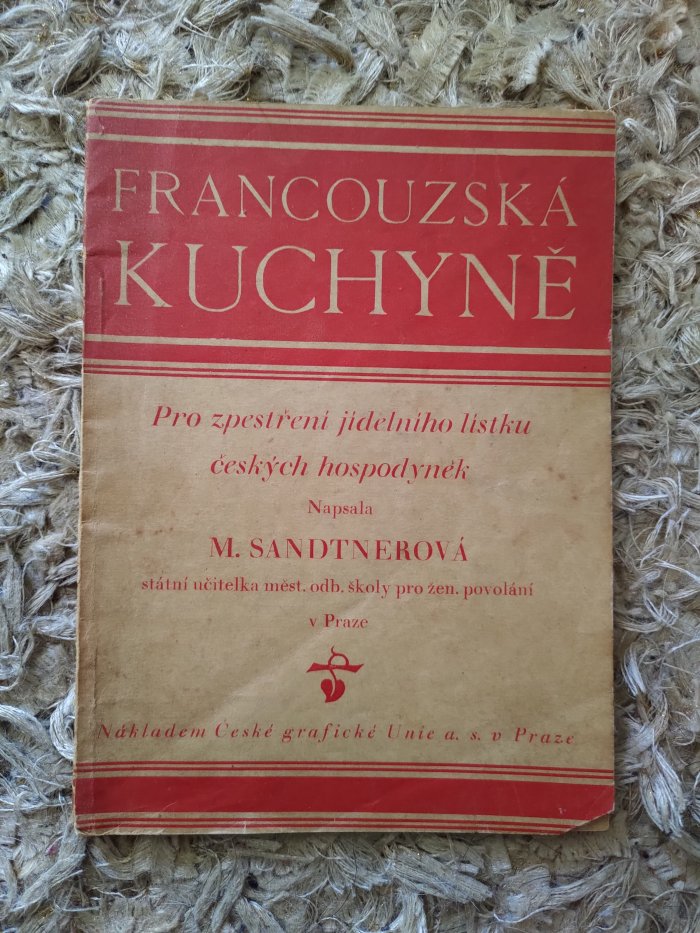 FRANCOUZSKÁ
KUCHYNĚ
Pro zpestření jídelního lístku
českých hospodyněk
Napsala
M. SANDTNEROVÁ
státní učitelka měst. odb. školy pro žen. povolání
v Praze
Nákladem České grafické Unie a. s. v Praze